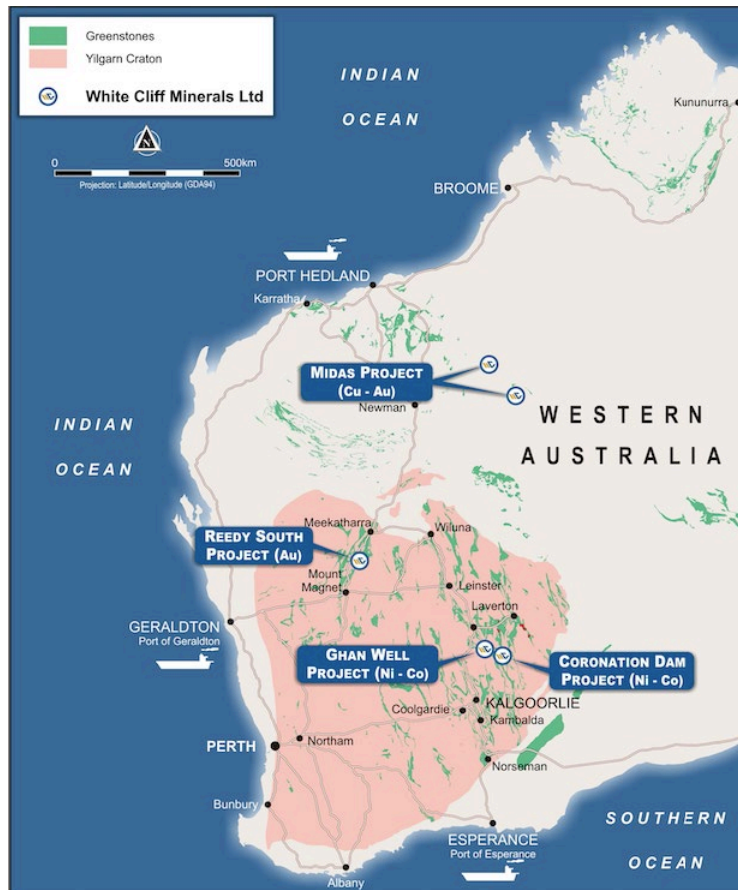 Greenstones
Yilgarn Craton
White Cliff Minerals Ltd
N
0
500km
Projection: Latitude/Longitude (GDA94)
INDIAN
OCEAN
Kununurra
BROOME
PORT HEDLAND
Karratha
MIDAS PROJECT
(Cu - Au)
Newman
WESTERN
AUSTRALIA
INDIAN
OCEAN
Meekatharra
Wiluna
REEDY SOUTH
PROJECT (Au)
Mount
Magnet
Leinster
Laverton
GERALDTON
Port of Geraldton
GHAN WELL
PROJECT (Ni - Co)
CORONATION DAM
PROJECT (Ni - Co)
KALGOORLIE
Coolgardie
Kambalda
PERTH
Northam
Norseman
Bunbury
ESPERANCE
Port of Esperance
SOUTHERN
OCEAN
Albany